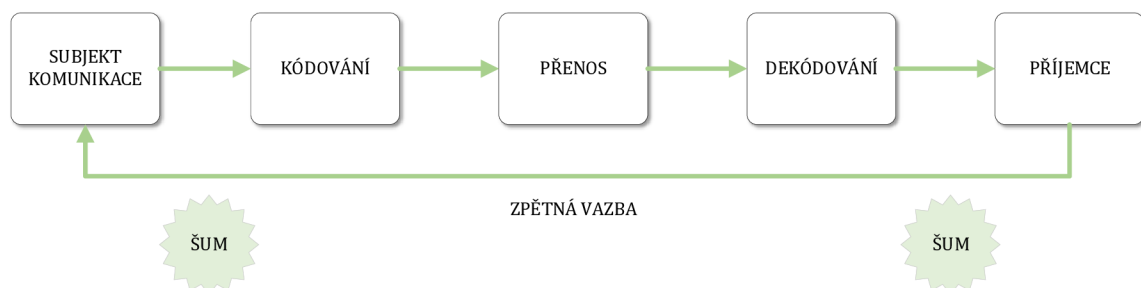 SUBJEKT
KOMUNIKACE
KÓDOVÁNÍ
PŘENOS
DEKÓDOVÁNÍ
PŘÍJEMCE
ZPĚTNÁ VAZBA
ŠUM
ŠUM